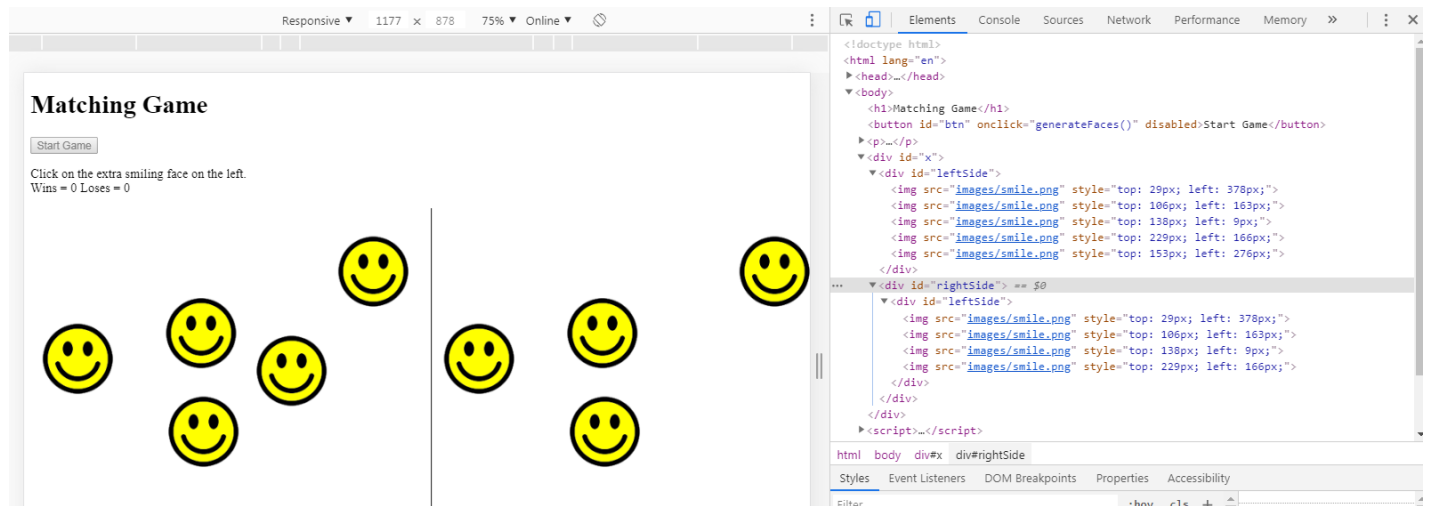 Responsive ▼ 1177 × 878 75% ▼ Online ▼
Matching Game
Start Game
Click on the extra smiling face on the left.
Wins = 0 Loses = 0
Elements Console Sources Network Performance Memory »
<!doctype html>
<html lang="en">
▶<head>…</head>
▼<body>
<h1>Matching Game</h1>
<button id="btn" onclick="generateFaces()" disabled>Start Game</button>
▶<p>…</p>
▼<div id="x">
▼<div id="leftSide">
<img src="images/smile.png" style="top: 29px; left: 378px;">
<img src="images/smile.png" style="top: 106px; left: 163px;">
<img src="images/smile.png" style="top: 138px; left: 9px;">
<img src="images/smile.png" style="top: 229px; left: 166px;">
<img src="images/smile.png" style="top: 153px; left: 276px;">
</div>
… ▼<div id="rightSide"> == $0
▼<div id="leftSide">
<img src="images/smile.png" style="top: 29px; left: 378px;">
<img src="images/smile.png" style="top: 106px; left: 163px;">
<img src="images/smile.png" style="top: 138px; left: 9px;">
<img src="images/smile.png" style="top: 229px; left: 166px;">
</div>
</div>
</div>
▶<script>…</script>
html body div#x div#rightSide
Styles Event Listeners DOM Breakpoints Properties Accessibility
Filter :hov .cls +